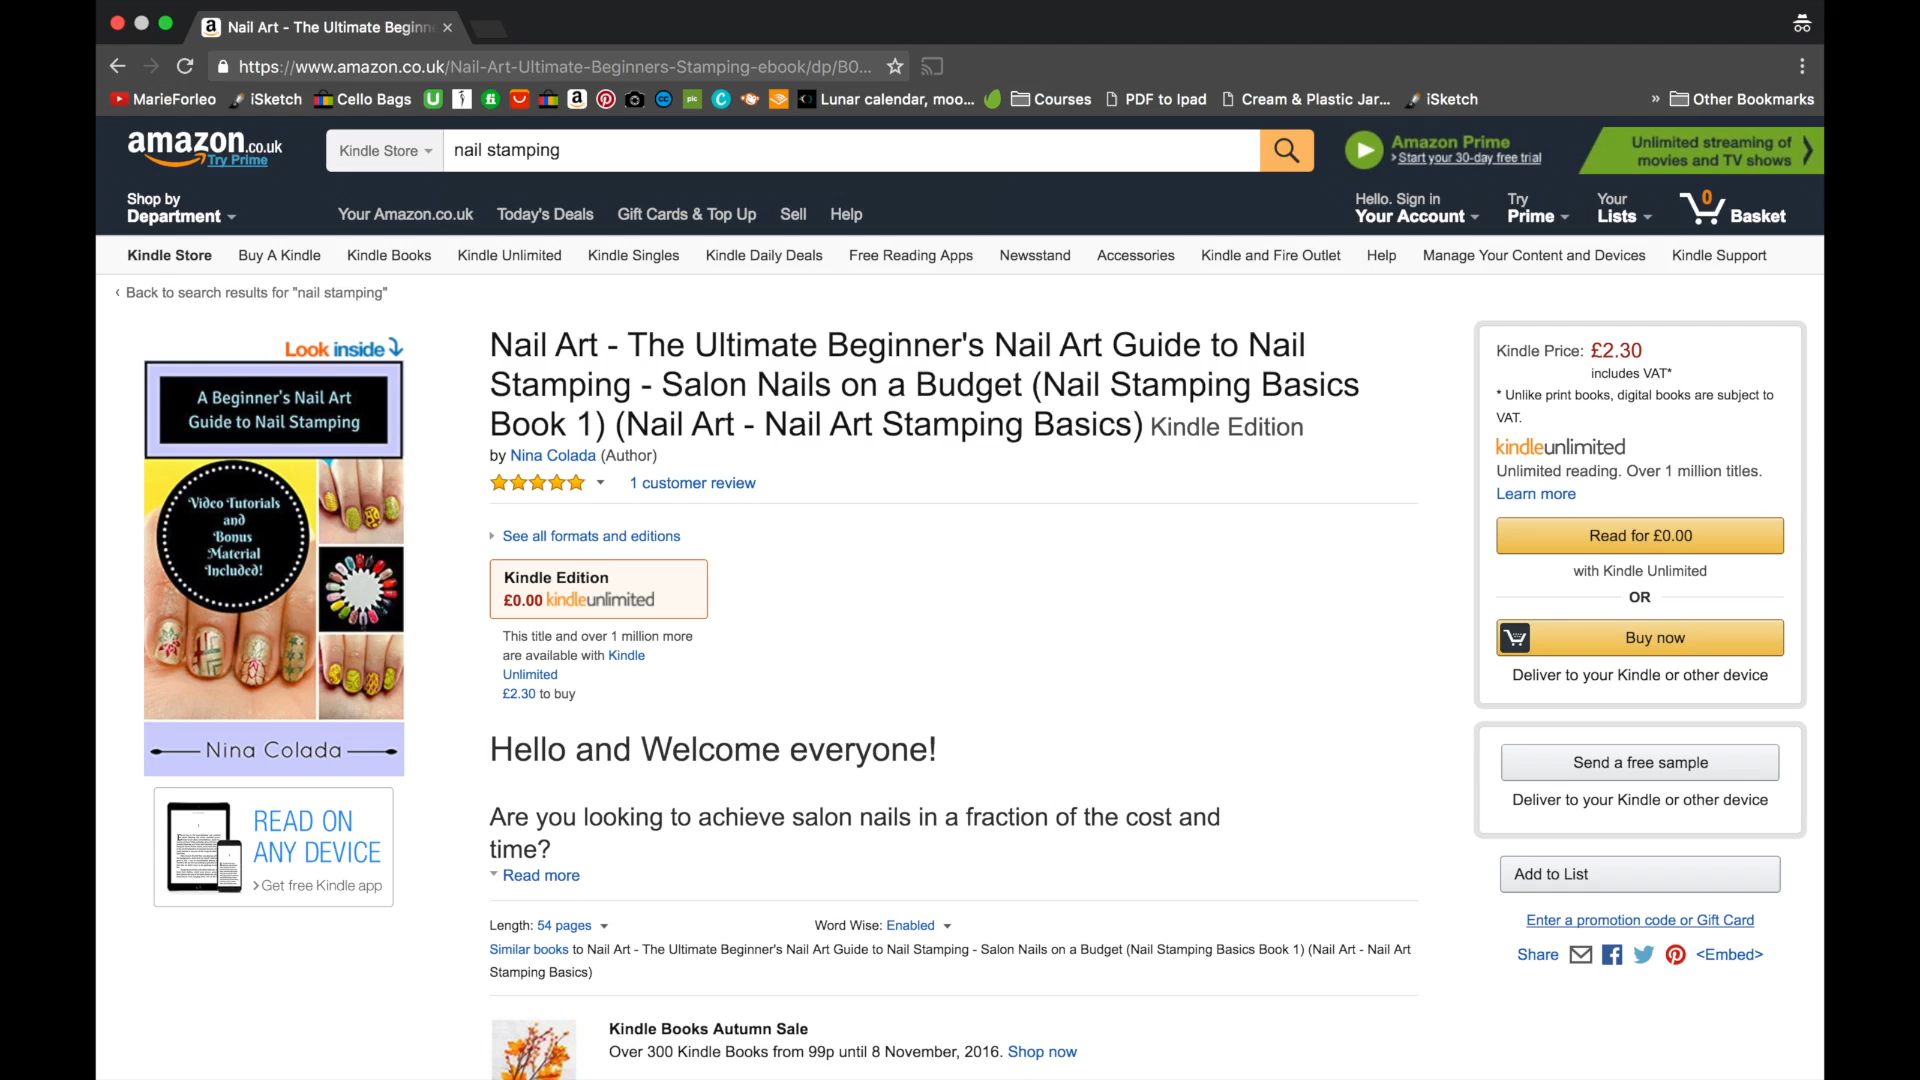 Nail Art - The Ultimate Beginn
https://www.amazon.co.uk/Nail-Art-Ultimate-Beginners-Stamping-ebook/dp/B0...
MarieForleo iSketch Cello Bags Lunar calendar, moo... Courses PDF to Ipad Cream & Plastic Jar... iSketch » Other Bookmarks
amazon.co.uk
Try Prime
Kindle Store nail stamping
Amazon Prime
Start your 30-day free trial
Unlimited streaming of
movies and TV shows
Shop by
Department
Your Amazon.co.uk Today's Deals Gift Cards & Top Up Sell Help
Hello. Sign in
Your Account
Try
Prime
Your
Lists
0
Basket
Kindle Store Buy A Kindle Kindle Books Kindle Unlimited Kindle Singles Kindle Daily Deals Free Reading Apps Newsstand Accessories Kindle and Fire Outlet Help Manage Your Content and Devices Kindle Support
‹ Back to search results for "nail stamping"
Look inside
A Beginner's Nail Art
Guide to Nail Stamping
Video Tutorials
and
Bonus
Material
Included!
Nina Colada
READ ON
ANY DEVICE
Get free Kindle app
Nail Art - The Ultimate Beginner's Nail Art Guide to Nail
Stamping - Salon Nails on a Budget (Nail Stamping Basics
Book 1) (Nail Art - Nail Art Stamping Basics) Kindle Edition
by Nina Colada (Author)
1 customer review
See all formats and editions
Kindle Edition
£0.00 kindleunlimited
This title and over 1 million more
are available with Kindle
Unlimited
£2.30 to buy
Hello and Welcome everyone!
Are you looking to achieve salon nails in a fraction of the cost and
time?
Read more
Length: 54 pages Word Wise: Enabled
Similar books to Nail Art - The Ultimate Beginner's Nail Art Guide to Nail Stamping - Salon Nails on a Budget (Nail Stamping Basics Book 1) (Nail Art - Nail Art
Stamping Basics)
Kindle Books Autumn Sale
Over 300 Kindle Books from 99p until 8 November, 2016. Shop now
Kindle Price: £2.30
includes VAT*
* Unlike print books, digital books are subject to
VAT.
kindleunlimited
Unlimited reading. Over 1 million titles.
Learn more
Read for £0.00
with Kindle Unlimited
OR
Buy now
Deliver to your Kindle or other device
Send a free sample
Deliver to your Kindle or other device
Add to List
Enter a promotion code or Gift Card
Share <Embed>